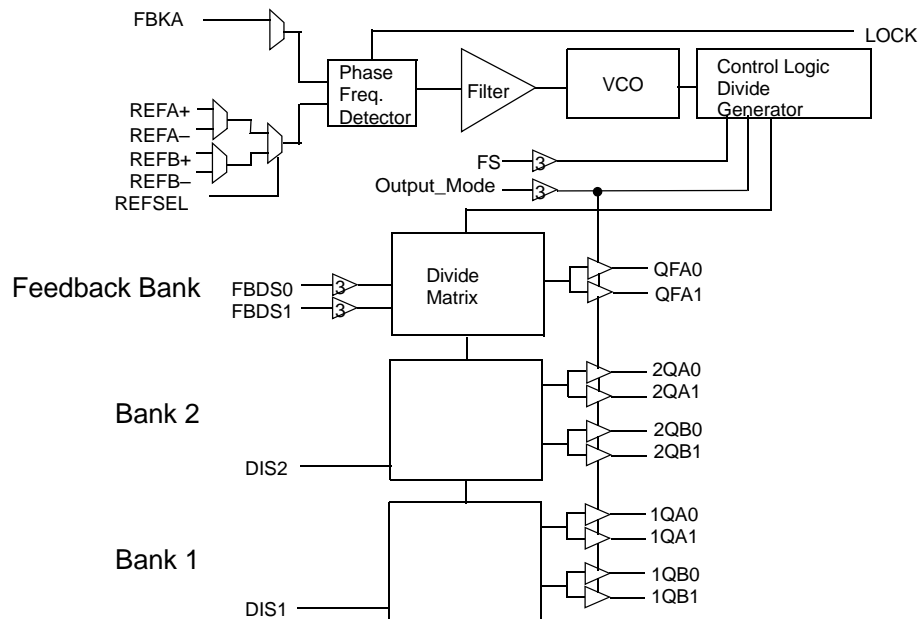 FBKA
LOCK
Phase
Freq.
Detector
Filter
VCO
Control Logic
Divide
Generator
REFA+
REFA–
REFB+
REFB–
REFSEL
FS
3
Output_Mode
3
Feedback Bank
FBDS0
3
FBDS1
3
Divide
Matrix
QFA0
QFA1
Bank 2
2QA0
2QA1
2QB0
2QB1
DIS2
Bank 1
1QA0
1QA1
1QB0
1QB1
DIS1